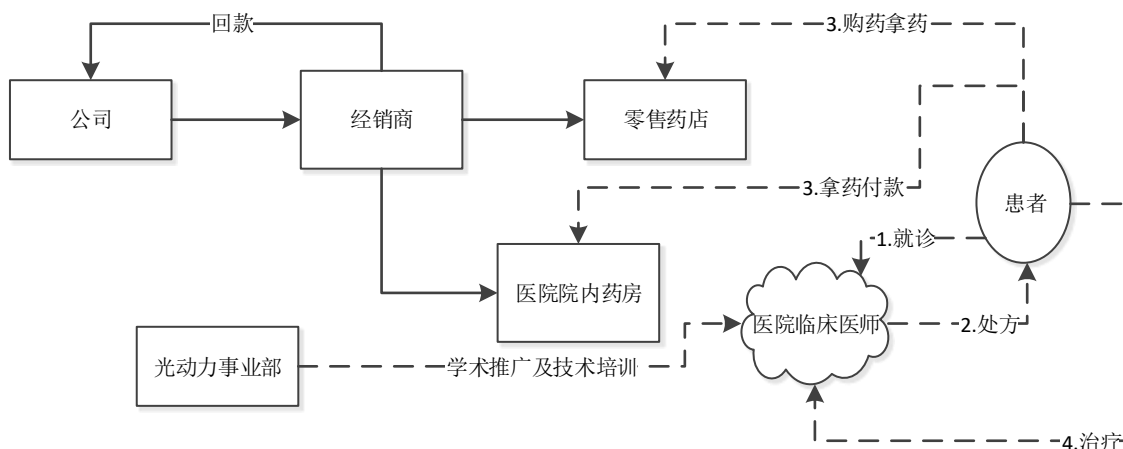 回款
3.购药拿药
公司
经销商
零售药店
3.拿药付款
患者
1.就诊
医院院内药房
医院临床医师
2.处方
光动力事业部
学术推广及技术培训
4.治疗